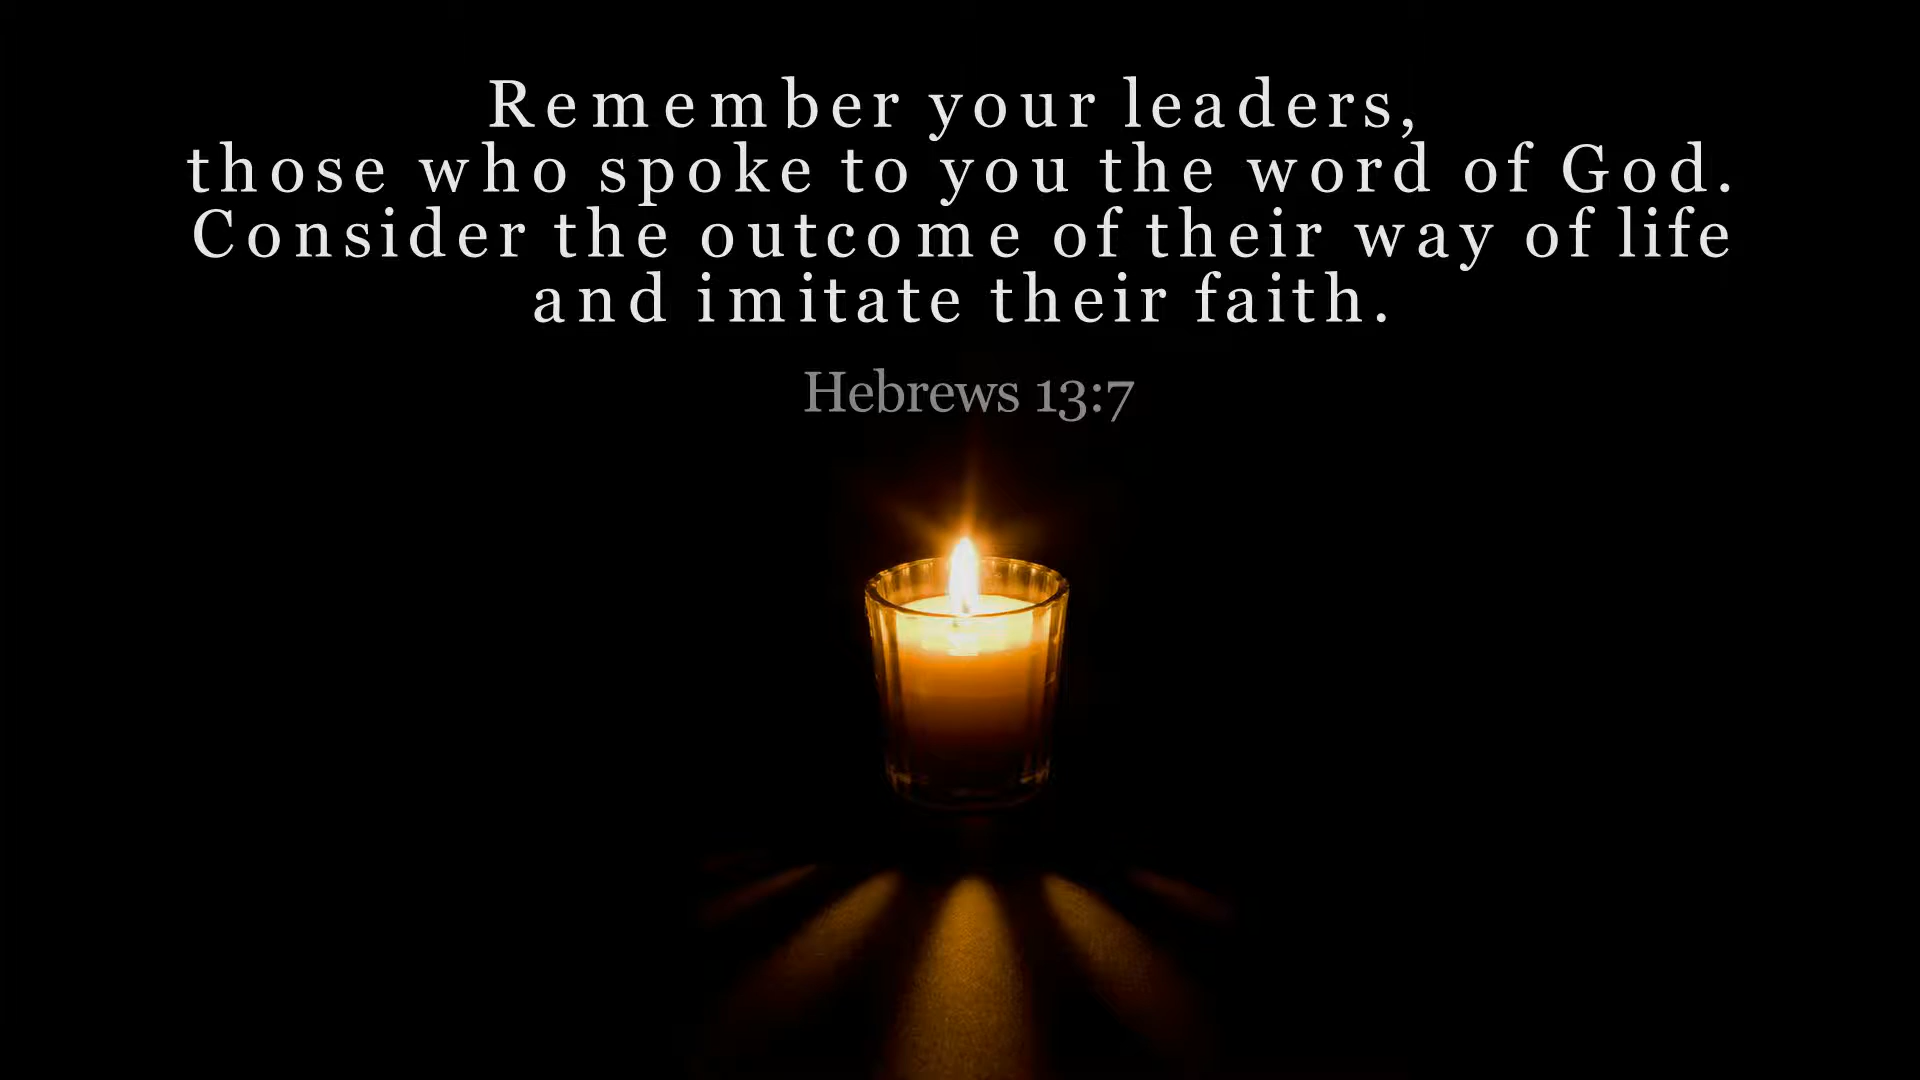 Remember your leaders,
those who spoke to you the word of God.
Consider the outcome of their way of life
and imitate their faith.
Hebrews 13:7